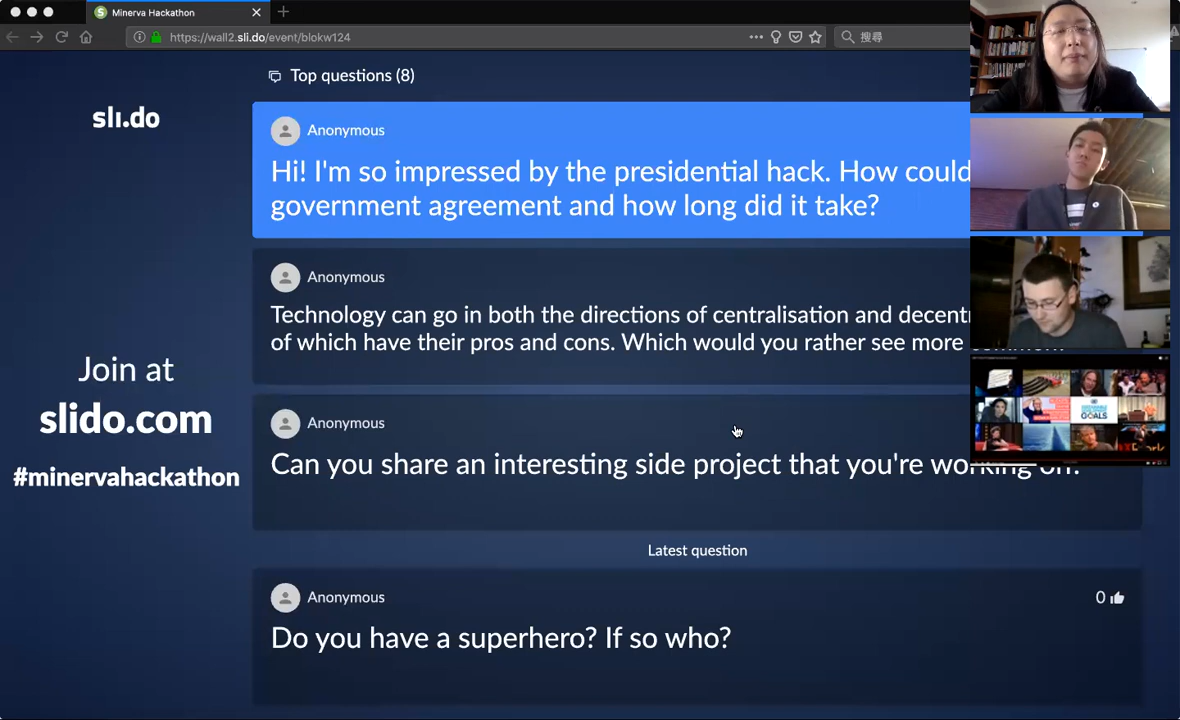 Minerva Hackathon
https://wall2.sli.do/event/blokw124
搜尋
Top questions (8)
sli.do
Anonymous
Hi! I'm so impressed by the presidential hack. How could
government agreement and how long did it take?
Anonymous
Technology can go in both the directions of centralisation and decentr
of which have their pros and cons. Which would you rather see more
Join at
slido.com
#minervahackathon
Anonymous
Can you share an interesting side project that you're working on?
Latest question
Anonymous
0
Do you have a superhero? If so who?
GOALS